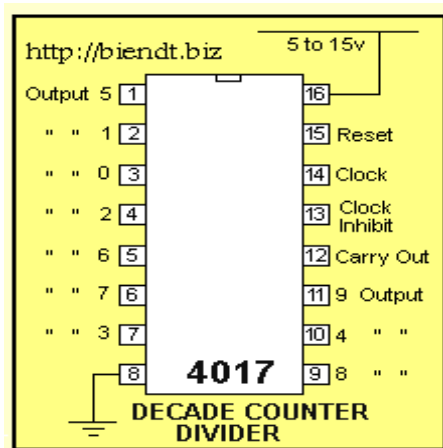 http://biendt.biz
5 to 15v
Output 5 1
" " 1 2
" " 0 3
" " 2 4
" " 6 5
" " 7 6
" " 3 7
8
16
15 Reset
14 Clock
13 Clock Inhibit
12 Carry Out
11 9 Output
10 4 " "
9 8 " "
4017
DECADE COUNTER
DIVIDER